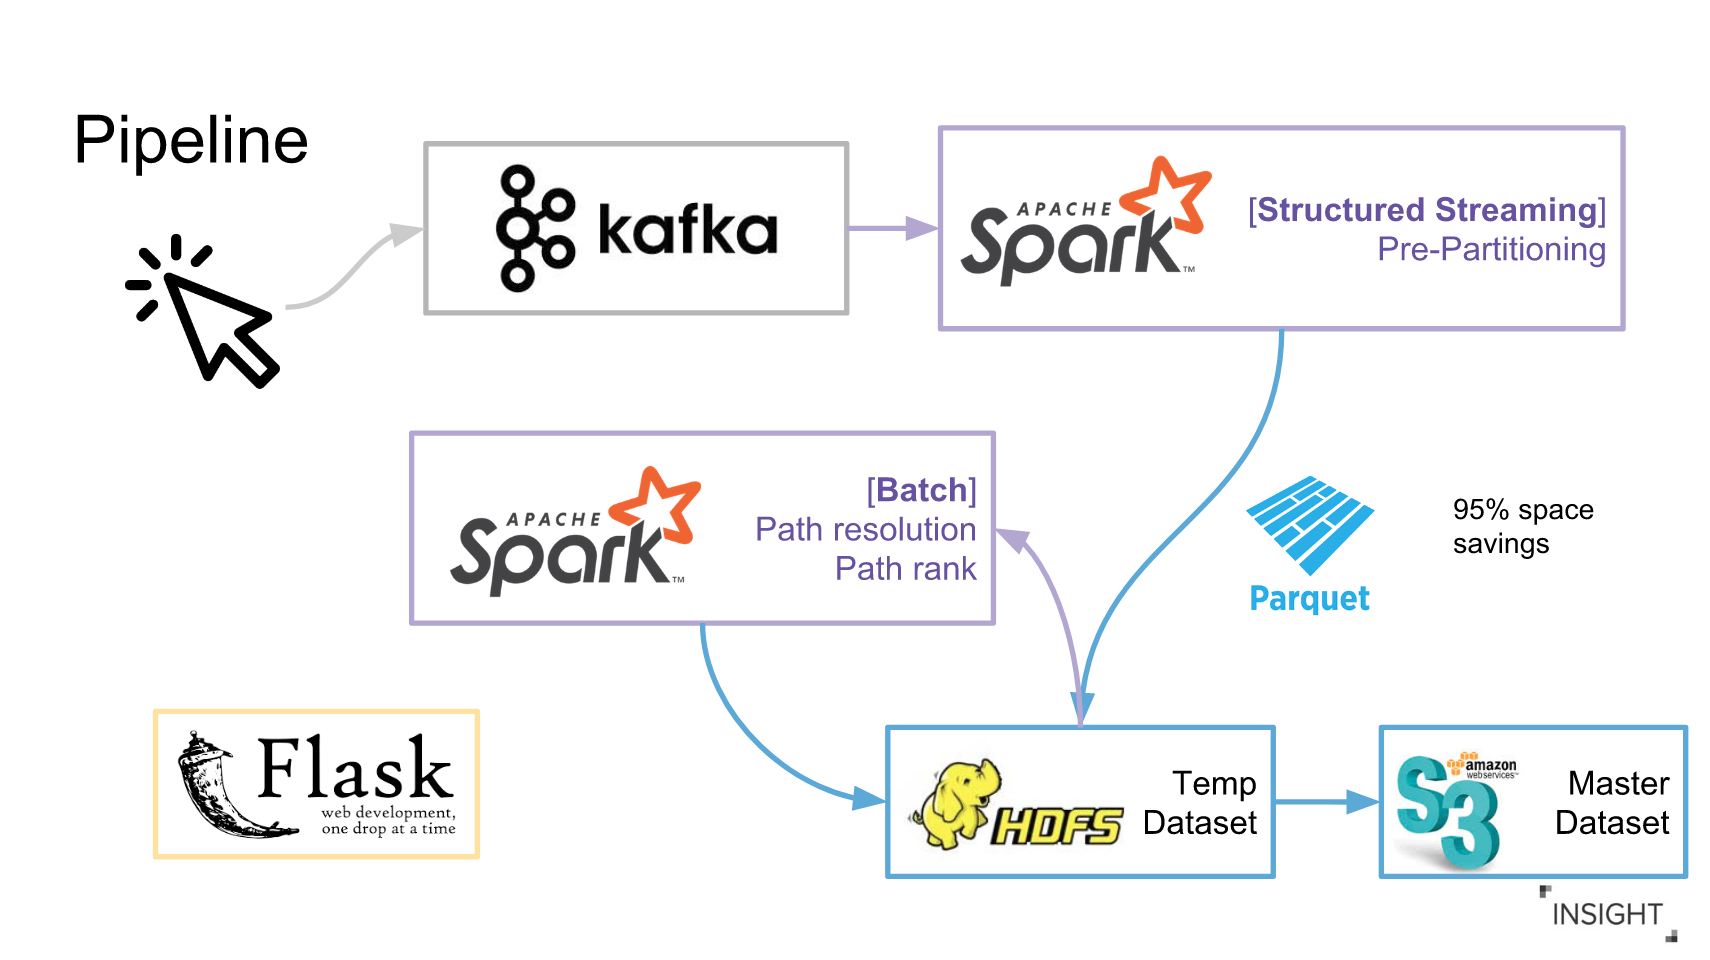 Pipeline
kafka
APACHE
Spark™
[Structured Streaming]
Pre-Partitioning
APACHE
Spark™
[Batch]
Path resolution
Path rank
Parquet
95% space
savings
Flask
web development,
one drop at a time
HDFS
Temp
Dataset
S3
amazon
webservices™
Master
Dataset
INSIGHT